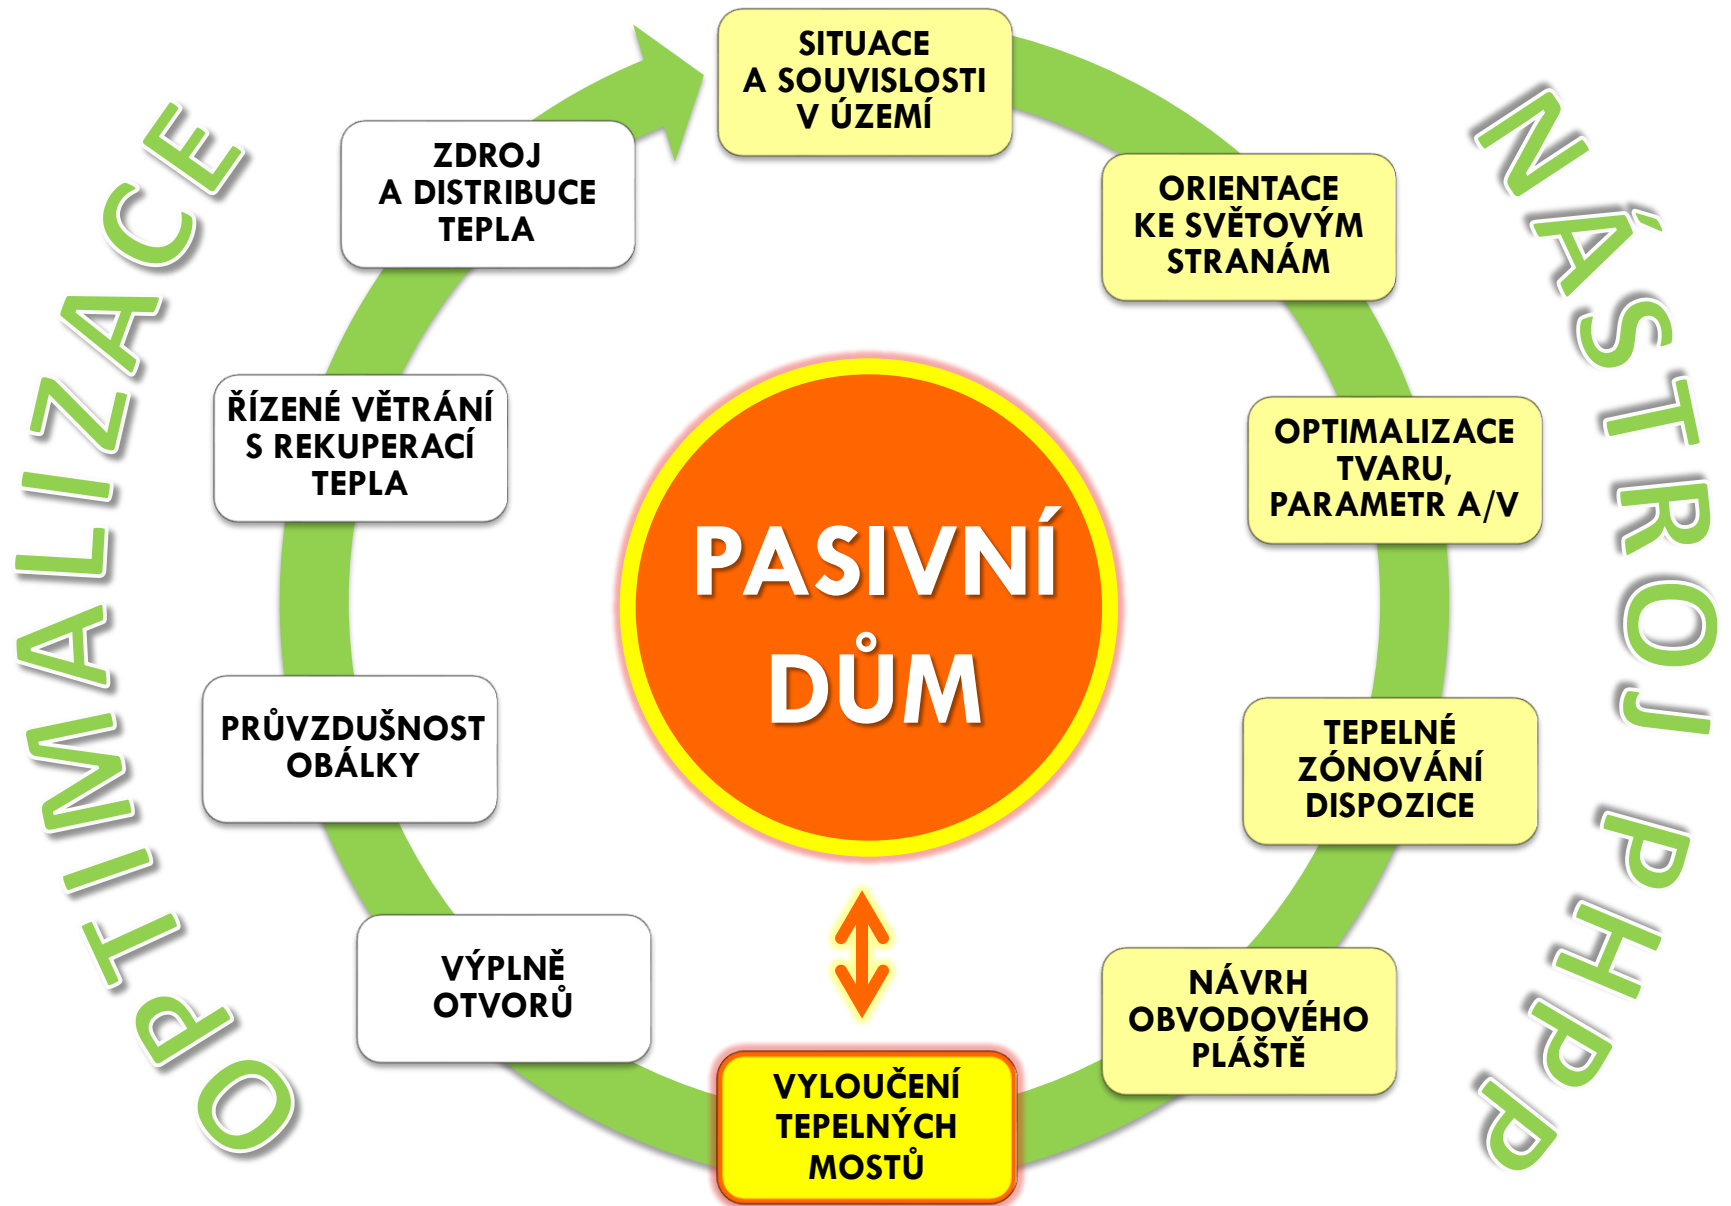 SITUACE
A SOUVISLOSTI
V ÚZEMÍ
ORIENTACE
KE SVĚTOVÝM
STRANÁM
OPTIMALIZACE
TVARU,
PARAMETR A/V
TEPELNÉ
ZÓNOVÁNÍ
DISPOZICE
NÁVRH
OBVODOVÉHO
PLÁŠTĚ
VYLOUČENÍ
TEPELNÝCH
MOSTŮ
VÝPLNĚ
OTVORŮ
PRŮVZDUŠNOST
OBÁLKY
ŘÍZENÉ VĚTRÁNÍ
S REKUPERACÍ
TEPLA
ZDROJ
A DISTRIBUCE
TEPLA
PASIVNÍ
DŮM
OPTIMALIZACE
NÁSTROJ PHPP